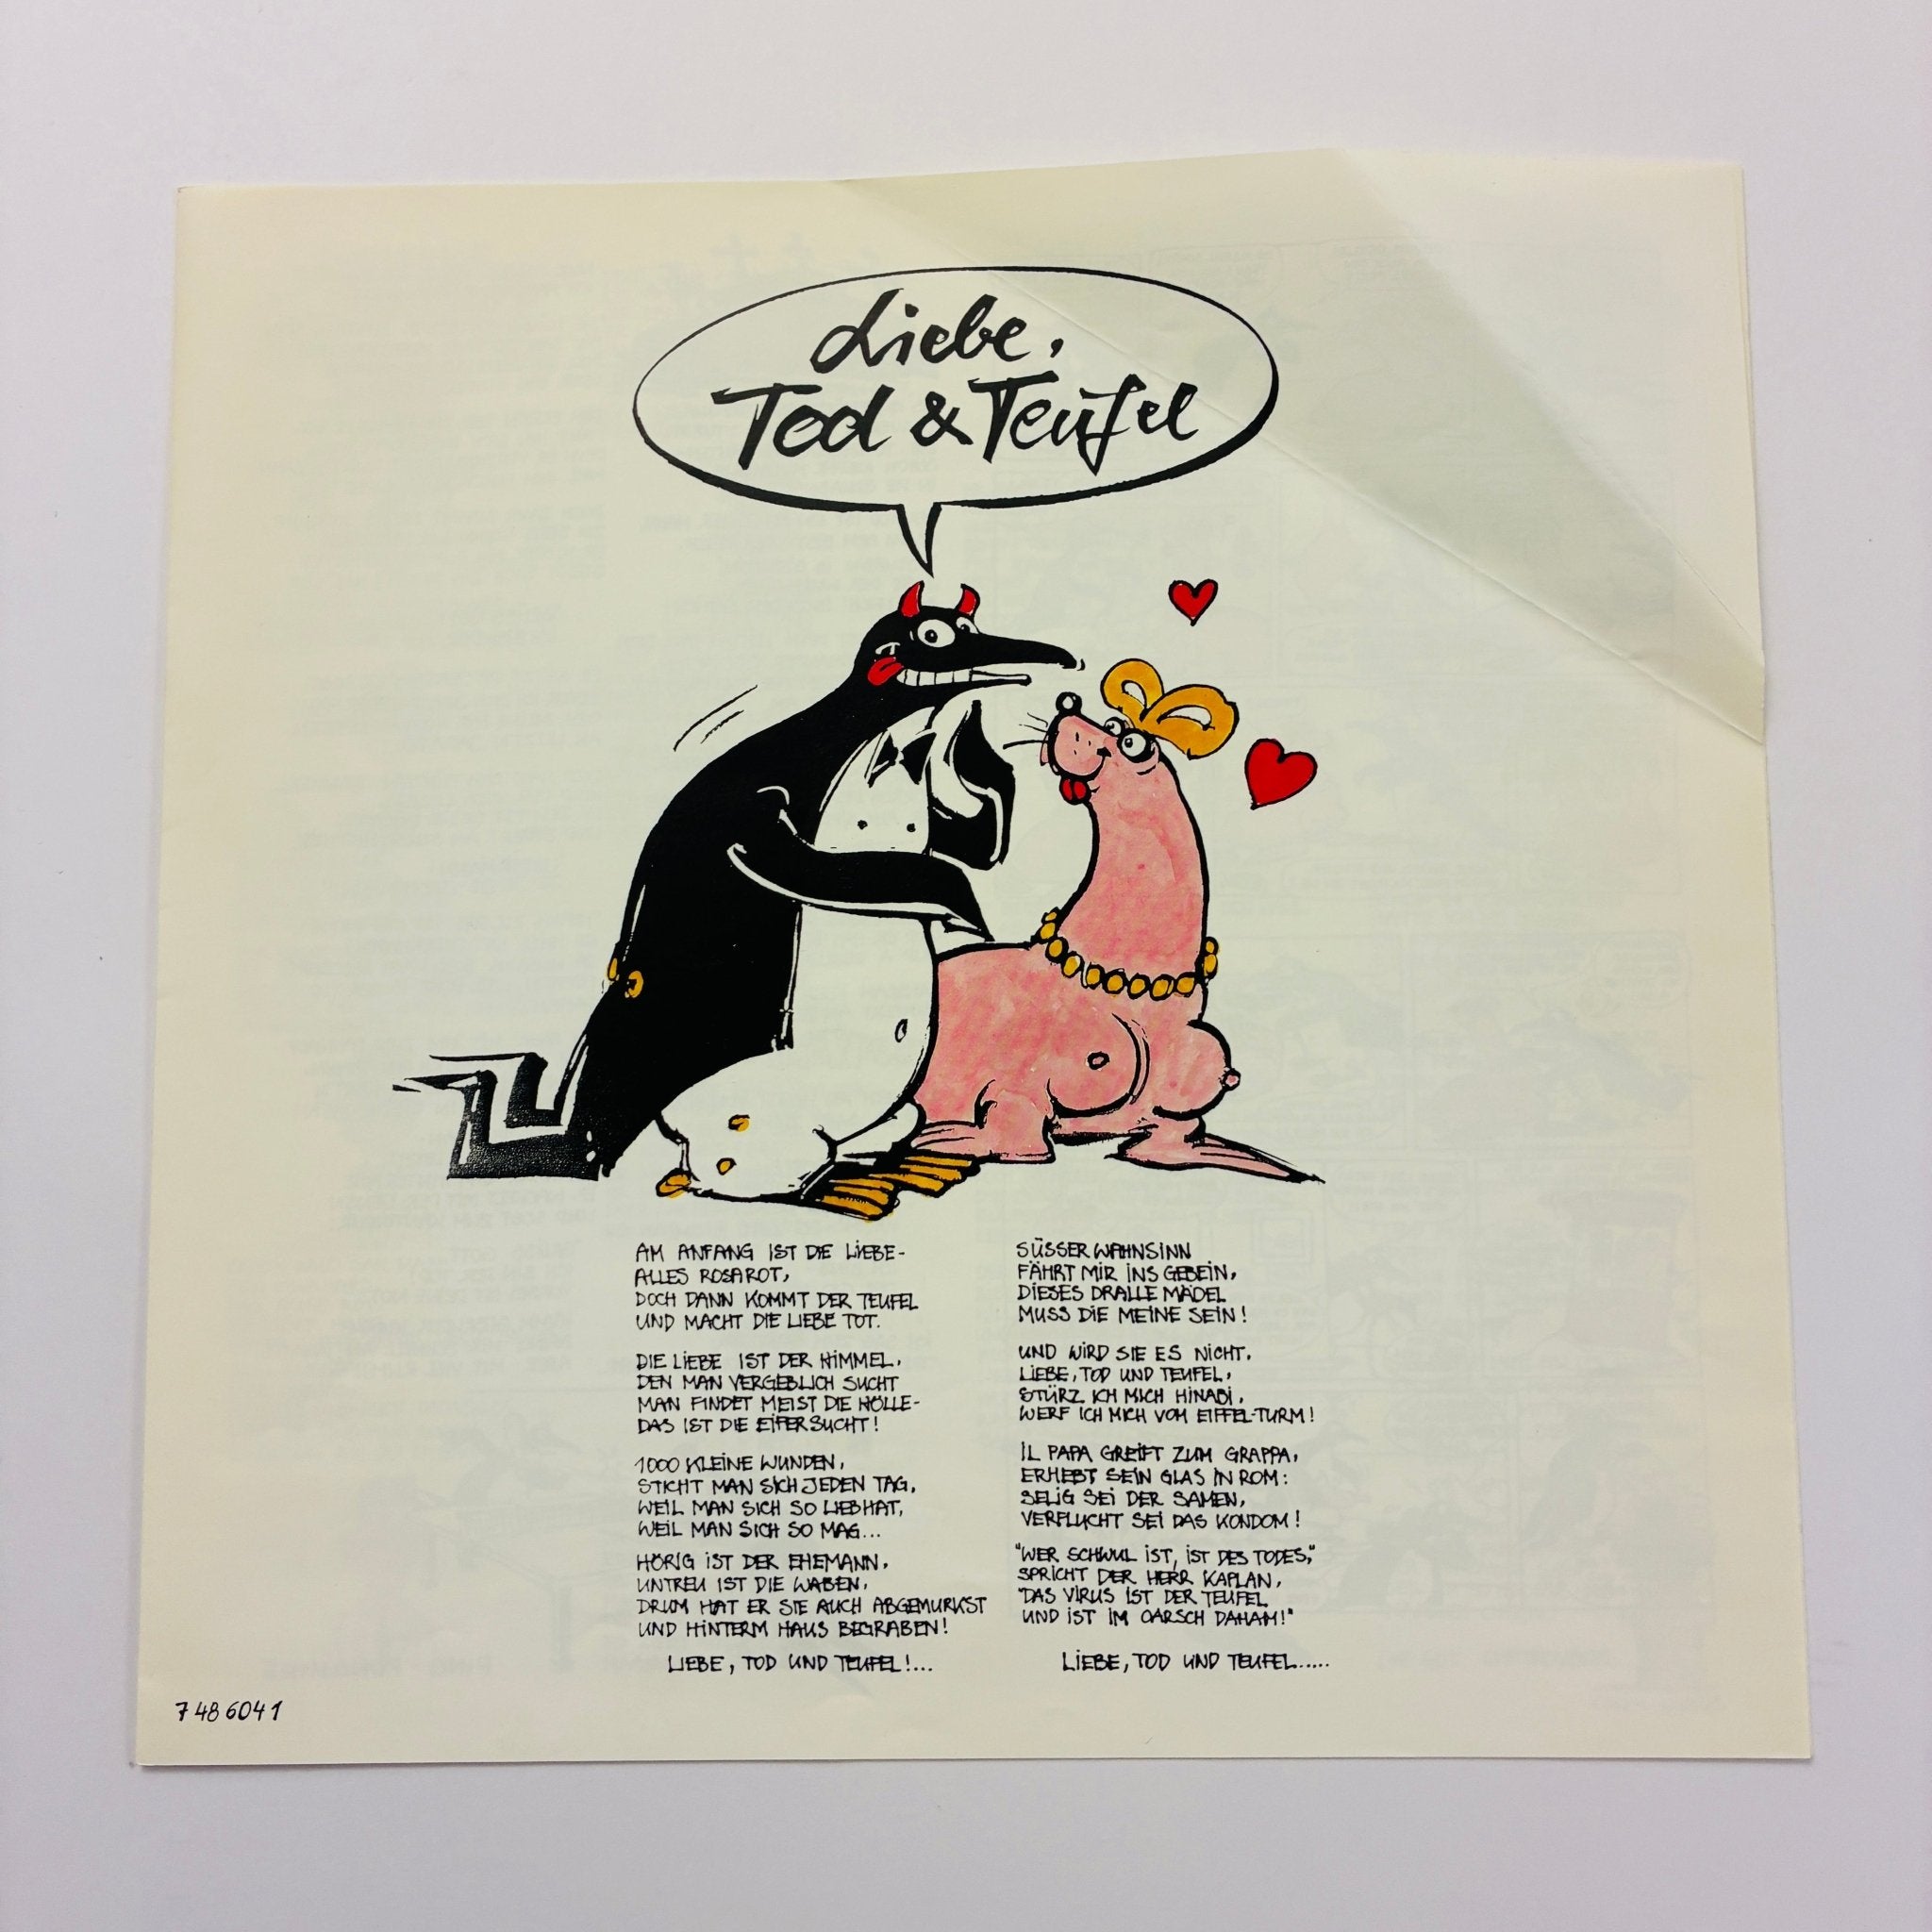 Liebe,
Tod & Teufel
AM ANFANG IST DIE LIEBE-
ALLES ROSAROT,
DOCH DANN KOMMT DER TEUFEL
UND MACHT DIE LIEBE TOT.
DIE LIEBE IST DER HIMMEL,
DEN MAN VERGEBLICH SUCHT
MAN FINDET MEIST DIE HÖLLE-
DAS IST DIE EIFERSUCHT!
1000 KLEINE WUNDEN,
STICHT MAN SICH JEDEN TAG,
WEIL MAN SICH SO LIEB HAT,
WEIL MAN SICH SO MAG...
HÖRIG IST DER EHEMANN,
UNTREU IST DIE WABEN,
DRUM HAT ER SIE AUCH ABGEMURKST
UND HINTERM HAUS BEGRABEN!
LIEBE, TOD UND TEUFEL!...
SÜSSER WAHNSINN
FÄHRT MIR INS GEBEIN,
DIESES DRALLE MÄDEL
MUSS DIE MEINE SEIN!
UND WIRD SIE ES NICHT,
LIEBE, TOD UND TEUFEL,
STÜRZ ICH MICH HINABI,
WERF ICH MICH VOM EIFFEL-TURM!
IL PAPA GREIFT ZUM GRAPPA,
ERHEBT SEIN GLAS IN ROM:
SELIG SEI DER SAMEN,
VERFLUCHT SEI DAS KONDOM!
"WER SCHWUL IST, IST DES TODES,"
SPRICHT DER HERR KAPLAN,
"DAS VIRUS IST DER TEUFEL
UND IST IM OARSCH DAHAM!"
LIEBE, TOD UND TEUFEL.....
7 48 6041